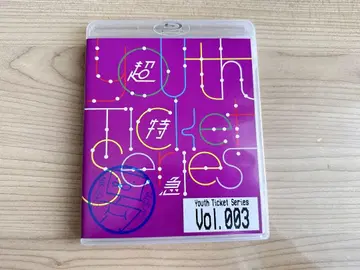 Youth
超
Ticket
特
Series
急
Youth Ticket Series
Vol.003